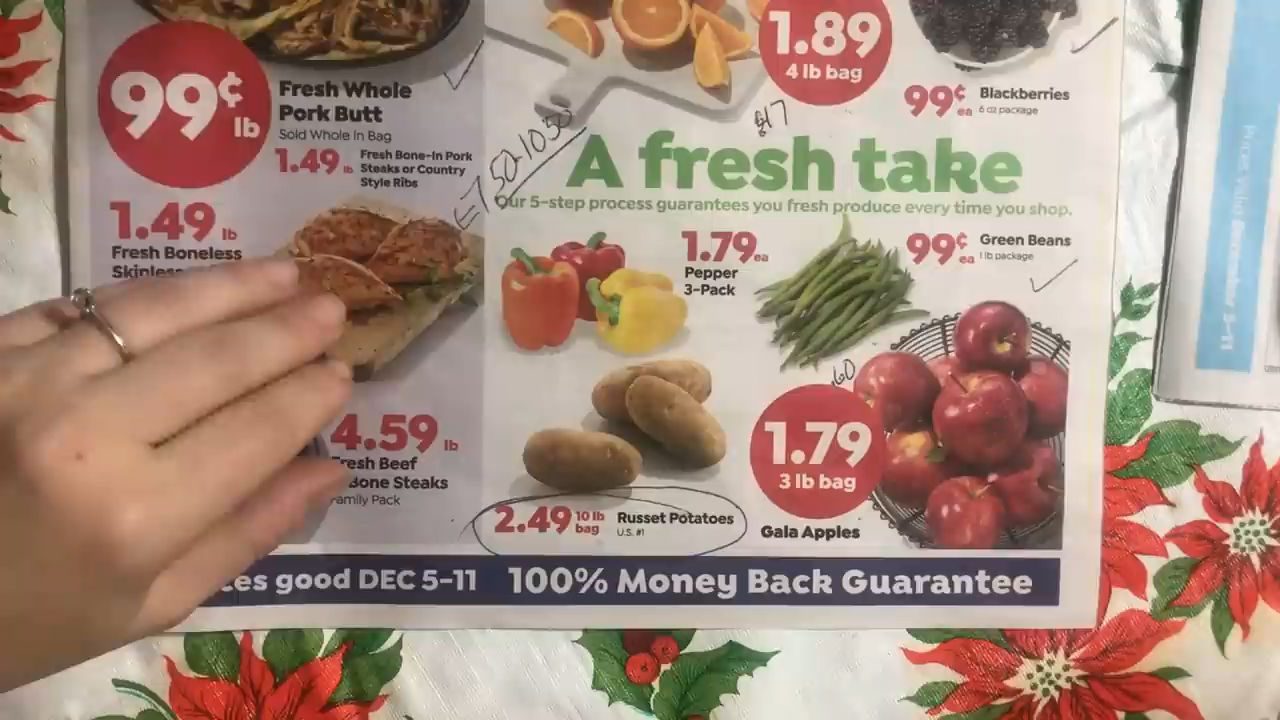 99¢ lb
Fresh Whole
Pork Butt
Sold Whole In Bag
1.49 lb
Fresh Bone-In Pork
Steaks or Country
Style Ribs
1.49 lb
Fresh Boneless
Skinless
4.59 lb
Fresh Beef
Bone Steaks
Family Pack
1.89
4 lb bag
99¢ ea
Blackberries
6 oz package
A fresh take
Our 5-step process guarantees you fresh produce every time you shop.
1.79 ea
Pepper
3-Pack
99¢ ea
Green Beans
1 lb package
.60
1.79
3 lb bag
Gala Apples
2.49 10 lb bag
Russet Potatoes
U.S. #1
ces good DEC 5-11
100% Money Back Guarantee